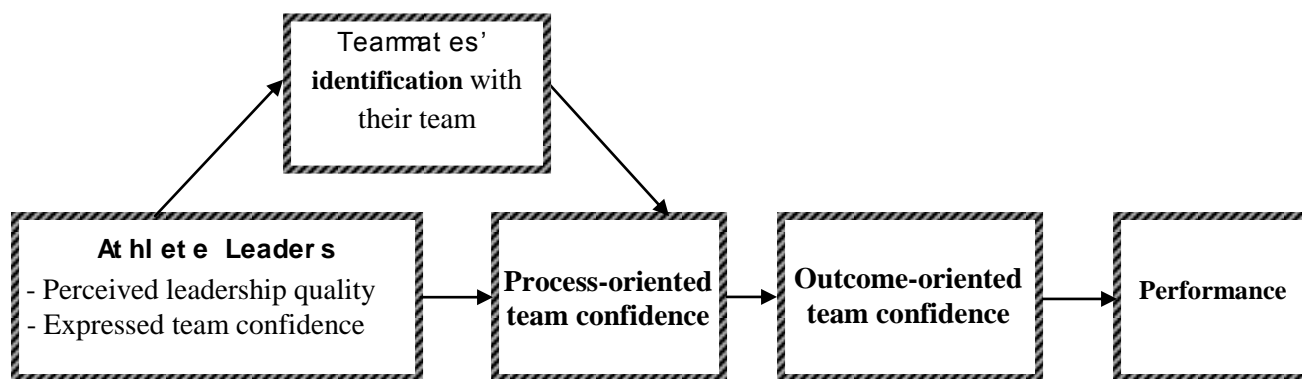 Teammates’
identification with
their team
Athlete Leaders
- Perceived leadership quality
- Expressed team confidence
Process-oriented
team confidence
Outcome-oriented
team confidence
Performance